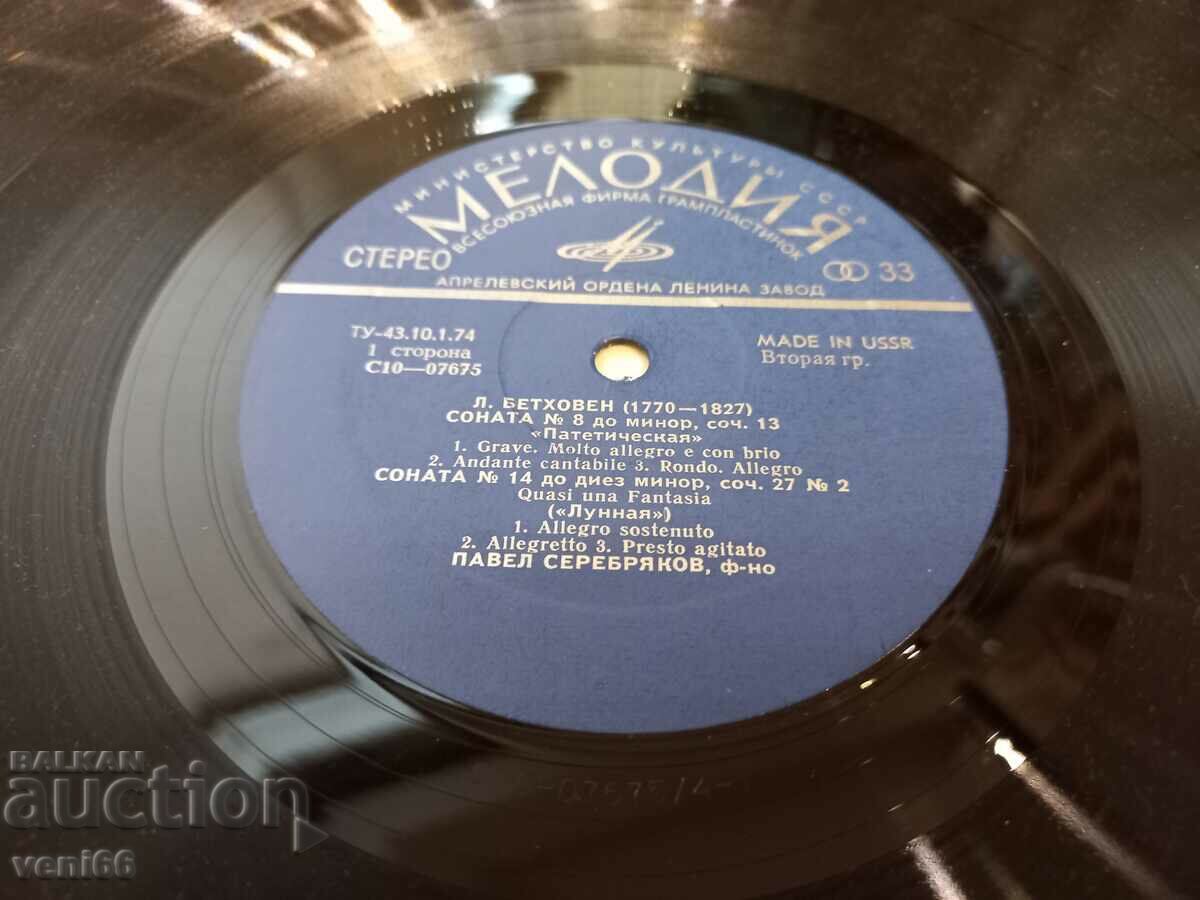 МИНИСТЕРСТВО КУЛЬТУРЫ СССР
МЕЛОДИЯ
ВСЕСОЮЗНАЯ ФИРМА ГРАМПЛАСТИНОК
СТЕРЕО
33
АПРЕЛЕВСКИЙ ОРДЕНА ЛЕНИНА ЗАВОД
ТУ-43.10.1.74
1 сторона
С10—07675
MADE IN USSR
Вторая гр.
Л. БЕТХОВЕН (1770—1827)
СОНАТА № 8 ДО МИНОР, СОЧ. 13
«Патетическая»
1. Grave. Molto allegro e con brio
2. Andante cantabile 3. Rondo. Allegro
СОНАТА № 14 ДО ДИЕЗ МИНОР, СОЧ. 27 № 2
Quasi una Fantasia
(«Лунная»)
1. Allegro sostenuto
2. Allegretto 3. Presto agitato
ПАВЕЛ СЕРЕБРЯКОВ, ф-но
BALKAN
auction
veni66